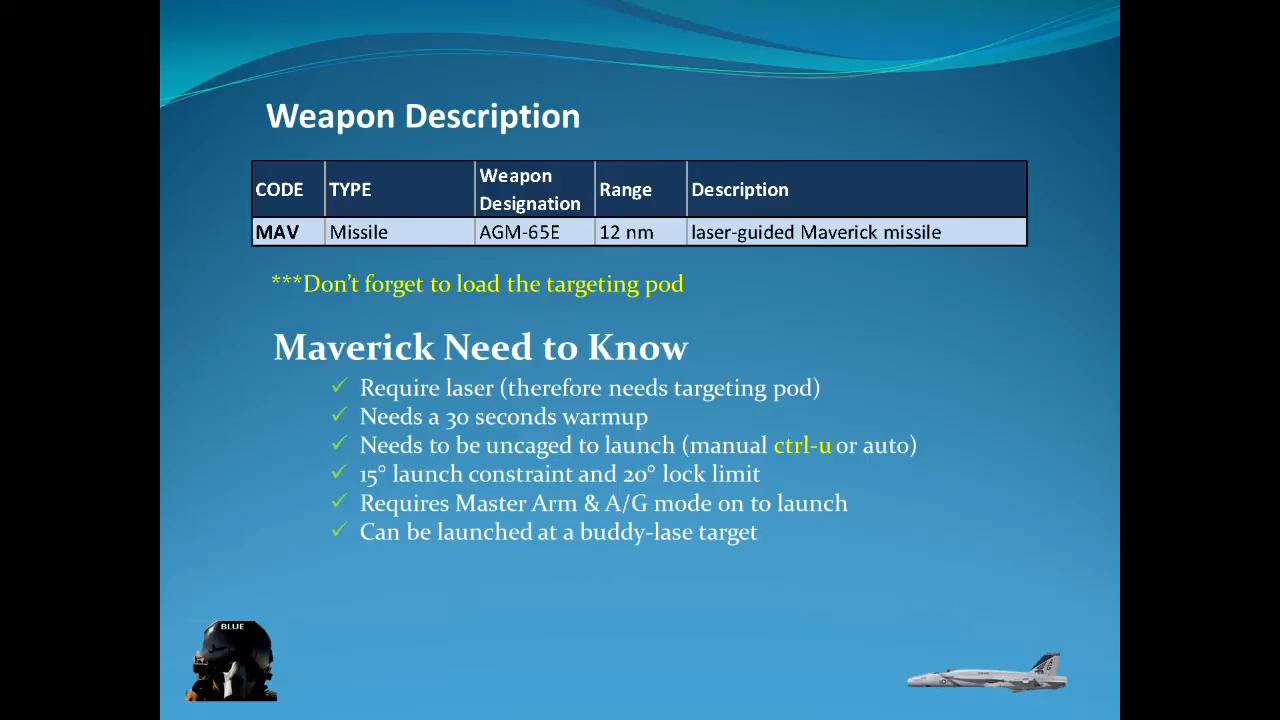 Weapon Description
CODE TYPE Weapon Designation Range Description
MAV Missile AGM-65E 12 nm laser-guided Maverick missile
***Don't forget to load the targeting pod
Maverick Need to Know
Require laser (therefore needs targeting pod)
Needs a 30 seconds warmup
Needs to be uncaged to launch (manual ctrl-u or auto)
15° launch constraint and 20° lock limit
Requires Master Arm & A/G mode on to launch
Can be launched at a buddy-lase target
BLUE